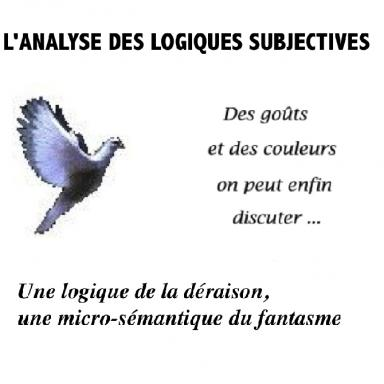 L'ANALYSE DES LOGIQUES SUBJECTIVES
Des goûts
et des couleurs
on peut enfin
discuter ...
Une logique de la déraison,
une micro-sémantique du fantasme